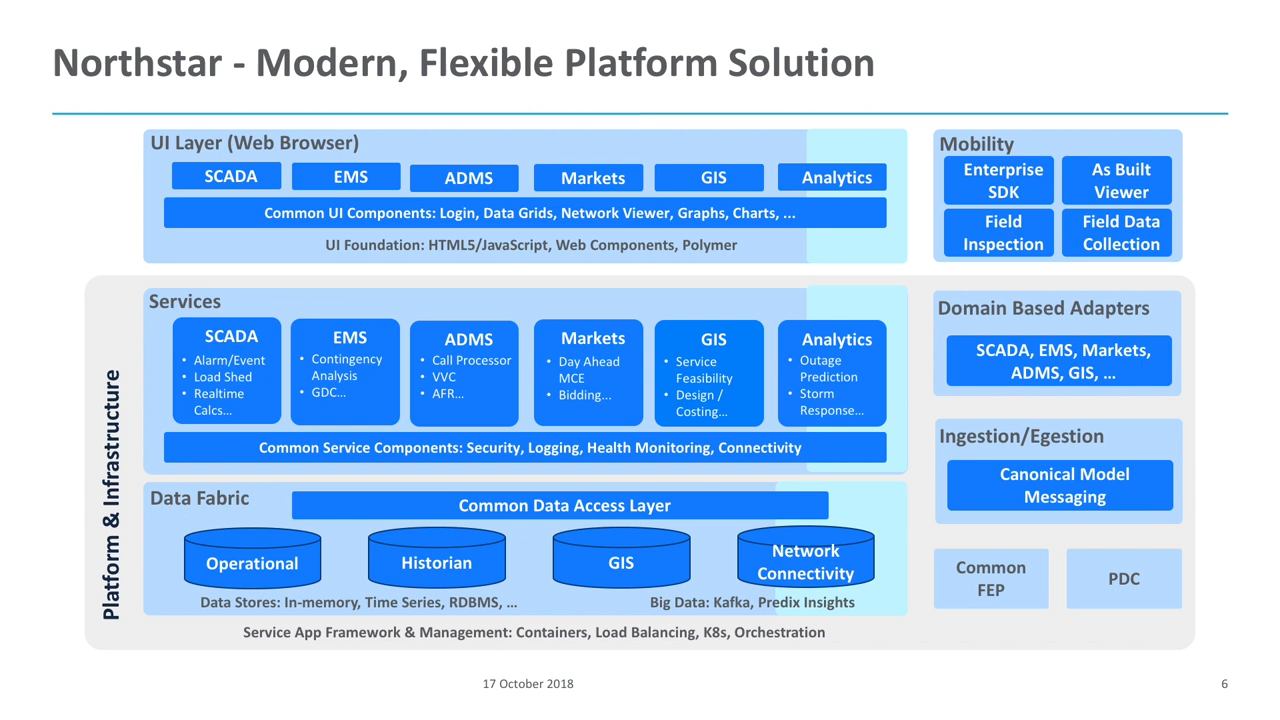 Northstar - Modern, Flexible Platform Solution
UI Layer (Web Browser)
SCADA
EMS
ADMS
Markets
GIS
Analytics
Common UI Components: Login, Data Grids, Network Viewer, Graphs, Charts, ...
UI Foundation: HTML5/JavaScript, Web Components, Polymer
Mobility
Enterprise
SDK
As Built
Viewer
Field
Inspection
Field Data
Collection
Platform & Infrastructure
Services
SCADA
• Alarm/Event
• Load Shed
• Realtime
Calcs...
EMS
• Contingency
Analysis
• GDC...
ADMS
• Call Processor
• VVC
• AFR...
Markets
• Day Ahead
MCE
• Bidding...
GIS
• Service
Feasibility
• Design /
Costing...
Analytics
• Outage
Prediction
• Storm
Response...
Common Service Components: Security, Logging, Health Monitoring, Connectivity
Domain Based Adapters
SCADA, EMS, Markets,
ADMS, GIS, ...
Ingestion/Egestion
Canonical Model
Messaging
Data Fabric
Common Data Access Layer
Operational
Historian
GIS
Network
Connectivity
Data Stores: In-memory, Time Series, RDBMS, ...
Big Data: Kafka, Predix Insights
Common
FEP
PDC
Service App Framework & Management: Containers, Load Balancing, K8s, Orchestration
17 October 2018
6